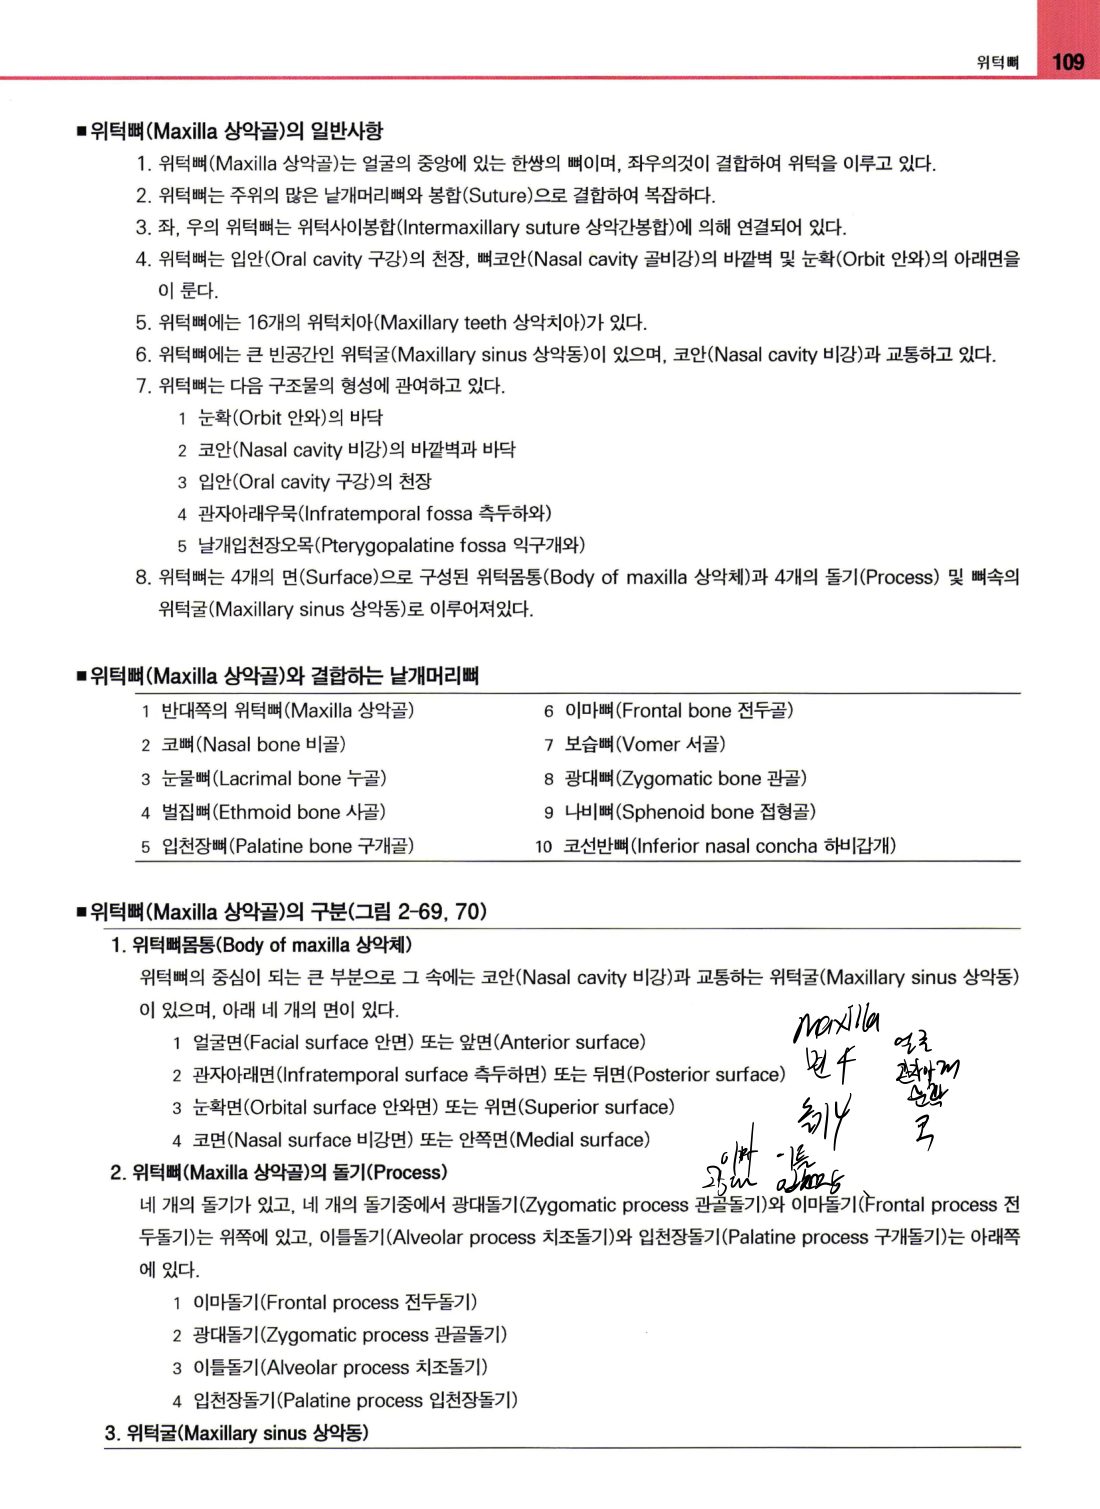 위턱뼈 109
■ 위턱뼈(Maxilla 상악골)의 일반사항
1. 위턱뼈(Maxilla 상악골)는 얼굴의 중앙에 있는 한쌍의 뼈이며, 좌우의것이 결합하여 위턱을 이루고 있다.
2. 위턱뼈는 주위의 많은 낱개머리뼈와 봉합(Suture)으로 결합하여 복잡하다.
3. 좌, 우의 위턱뼈는 위턱사이봉합(Intermaxillary suture 상악간봉합)에 의해 연결되어 있다.
4. 위턱뼈는 입안(Oral cavity 구강)의 천장, 뼈코안(Nasal cavity 골비강)의 바깥벽 및 눈확(Orbit 안와)의 아래면을
이 룬다.
5. 위턱뼈에는 16개의 위턱치아(Maxillary teeth 상악치아)가 있다.
6. 위턱뼈에는 큰 빈공간인 위턱굴(Maxillary sinus 상악동)이 있으며, 코안(Nasal cavity 비강)과 교통하고 있다.
7. 위턱뼈는 다음 구조물의 형성에 관여하고 있다.
1 눈확(Orbit 안와)의 바닥
2 코안(Nasal cavity 비강)의 바깥벽과 바닥
3 입안(Oral cavity 구강)의 천장
4 관자아래우묵(Infratemporal fossa 측두하와)
5 날개입천장오목(Pterygopalatine fossa 익구개와)
8. 위턱뼈는 4개의 면(Surface)으로 구성된 위턱몸통(Body of maxilla 상악체)과 4개의 돌기(Process) 및 뼈속의
위턱굴(Maxillary sinus 상악동)로 이루어져있다.
■ 위턱뼈(Maxilla 상악골)와 결합하는 낱개머리뼈
1 반대쪽의 위턱뼈(Maxilla 상악골)
2 코뼈(Nasal bone 비골)
3 눈물뼈(Lacrimal bone 누골)
4 벌집뼈(Ethmoid bone 사골)
5 입천장뼈(Palatine bone 구개골)
6 이마뼈(Frontal bone 전두골)
7 보습뼈(Vomer 서골)
8 광대뼈(Zygomatic bone 관골)
9 나비뼈(Sphenoid bone 접형골)
10 코선반뼈(Inferior nasal concha 하비갑개)
■ 위턱뼈(Maxilla 상악골)의 구분(그림 2-69, 70)
1. 위턱뼈몸통(Body of maxilla 상악체)
위턱뼈의 중심이 되는 큰 부분으로 그 속에는 코안(Nasal cavity 비강)과 교통하는 위턱굴(Maxillary sinus 상악동)
이 있으며, 아래 네 개의 면이 있다.
1 얼굴면(Facial surface 안면) 또는 앞면(Anterior surface)
2 관자아래면(Infratemporal surface 측두하면) 또는 뒤면(Posterior surface)
3 눈확면(Orbital surface 안와면) 또는 위면(Superior surface)
4 코면(Nasal surface 비강면) 또는 안쪽면(Medial surface)
Maxilla
면 4
돌기 4
얼굴
관자아래
눈확
코
이마 이틀
광대
2. 위턱뼈(Maxilla 상악골)의 돌기(Process)
네 개의 돌기가 있고, 네 개의 돌기중에서 광대돌기(Zygomatic process 관골돌기)와 이마돌기(Frontal process 전
두돌기)는 위쪽에 있고, 이틀돌기(Alveolar process 치조돌기)와 입천장돌기(Palatine process 구개돌기)는 아래쪽
에 있다.
1 이마돌기(Frontal process 전두돌기)
2 광대돌기(Zygomatic process 관골돌기)
3 이틀돌기(Alveolar process 치조돌기)
4 입천장돌기(Palatine process 입천장돌기)
3. 위턱굴(Maxillary sinus 상악동)